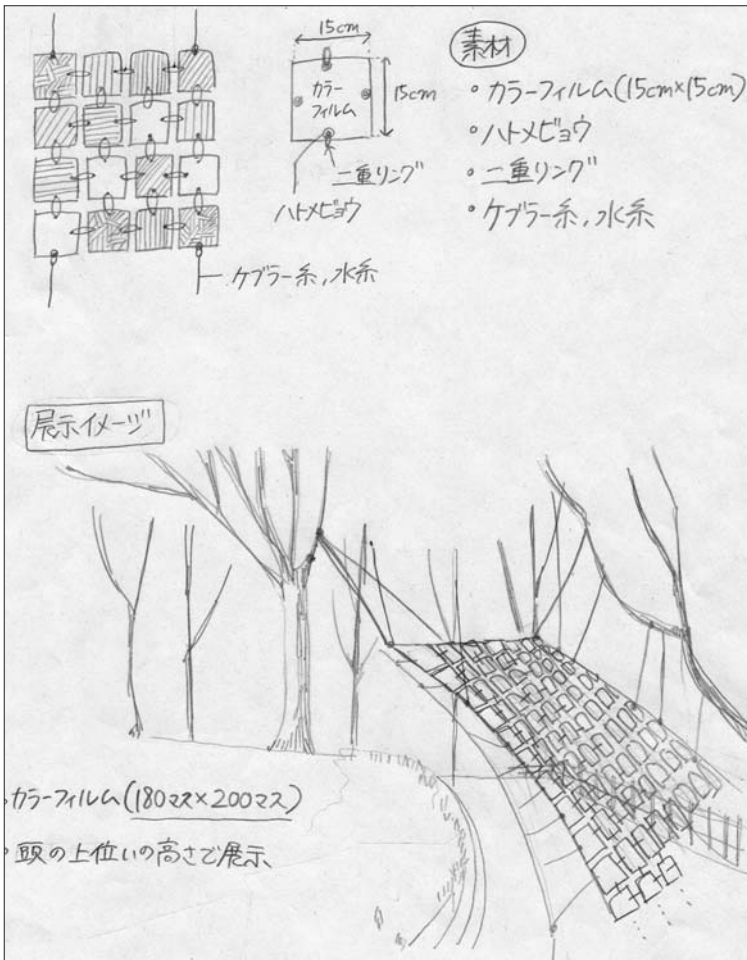 15cm
15cm
カラー
フィルム
二重リング
ハトメビョウ
ケブラー糸,水糸
素材
・カラーフィルム(15cm×15cm)
・ハトメビョウ
・二重リング
・ケブラー糸,水糸
展示イメージ
・カラーフィルム(180マス×200マス)
・頭の上位いの高さで展示